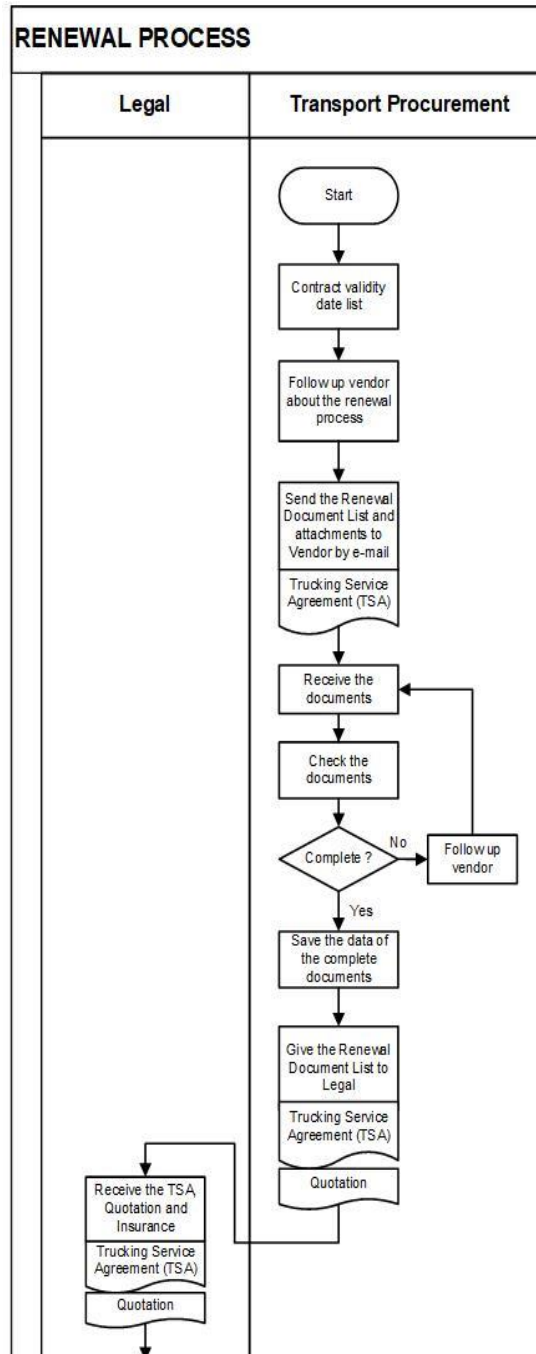 RENEWAL PROCESS
Legal
Transport Procurement
Start
Contract validity
date list
Follow up vendor
about the renewal
process
Send the Renewal
Document List and
attachments to
Vendor by e-mail
Trucking Service
Agreement (TSA)
Receive the
documents
Check the
documents
Complete ?
No
Follow up
vendor
Yes
Save the data of
the complete
documents
Give the Renewal
Document List to
Legal
Trucking Service
Agreement (TSA)
Quotation
Receive the TSA,
Quotation and
Insurance
Trucking Service
Agreement (TSA)
Quotation